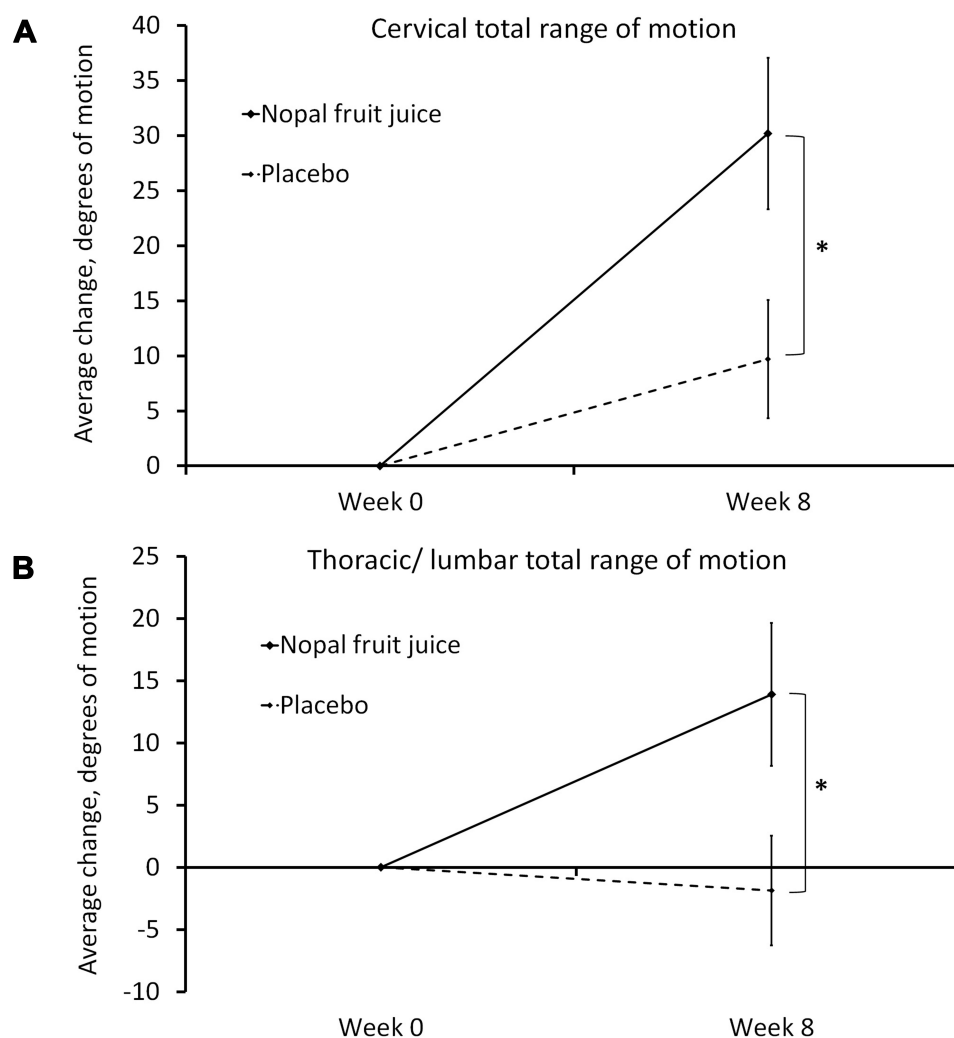 A
Cervical total range of motion
Average change, degrees of motion
40
35
30
25
20
15
10
5
0
Nopal fruit juice
Placebo
*
Week 0 Week 8
B
Thoracic/ lumbar total range of motion
Average change, degrees of motion
25
20
15
10
5
0
-5
-10
Nopal fruit juice
Placebo
*
Week 0 Week 8